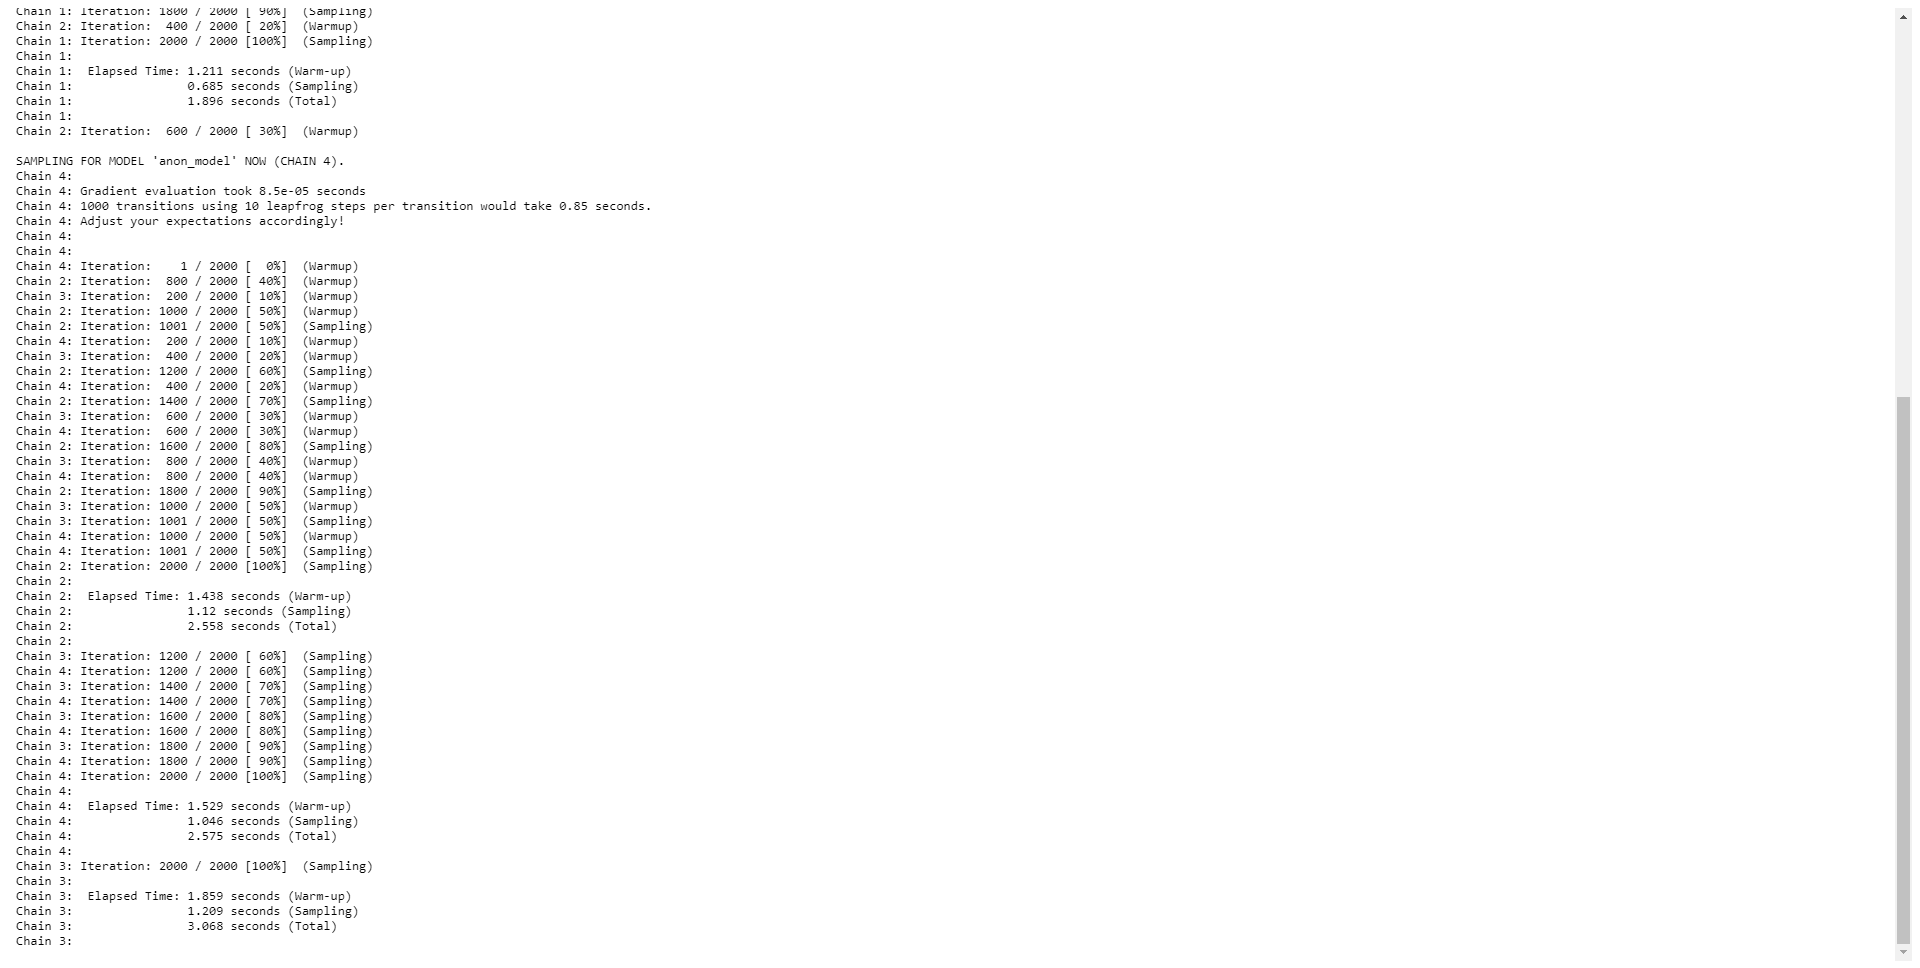 Chain 1: Iteration: 1800 / 2000 [ 90%]  (Sampling)
Chain 2: Iteration:  400 / 2000 [ 20%]  (Warmup)
Chain 1: Iteration: 2000 / 2000 [100%]  (Sampling)
Chain 1:
Chain 1:  Elapsed Time: 1.211 seconds (Warm-up)
Chain 1:                0.685 seconds (Sampling)
Chain 1:                1.896 seconds (Total)
Chain 1:
Chain 2: Iteration:  600 / 2000 [ 30%]  (Warmup)

SAMPLING FOR MODEL 'anon_model' NOW (CHAIN 4).
Chain 4:
Chain 4: Gradient evaluation took 8.5e-05 seconds
Chain 4: 1000 transitions using 10 leapfrog steps per transition would take 0.85 seconds.
Chain 4: Adjust your expectations accordingly!
Chain 4:
Chain 4:
Chain 4: Iteration:    1 / 2000 [  0%]  (Warmup)
Chain 2: Iteration:  800 / 2000 [ 40%]  (Warmup)
Chain 3: Iteration:  200 / 2000 [ 10%]  (Warmup)
Chain 2: Iteration: 1000 / 2000 [ 50%]  (Warmup)
Chain 2: Iteration: 1001 / 2000 [ 50%]  (Sampling)
Chain 4: Iteration:  200 / 2000 [ 10%]  (Warmup)
Chain 3: Iteration:  400 / 2000 [ 20%]  (Warmup)
Chain 2: Iteration: 1200 / 2000 [ 60%]  (Sampling)
Chain 4: Iteration:  400 / 2000 [ 20%]  (Warmup)
Chain 2: Iteration: 1400 / 2000 [ 70%]  (Sampling)
Chain 3: Iteration:  600 / 2000 [ 30%]  (Warmup)
Chain 4: Iteration:  600 / 2000 [ 30%]  (Warmup)
Chain 2: Iteration: 1600 / 2000 [ 80%]  (Sampling)
Chain 3: Iteration:  800 / 2000 [ 40%]  (Warmup)
Chain 4: Iteration:  800 / 2000 [ 40%]  (Warmup)
Chain 2: Iteration: 1800 / 2000 [ 90%]  (Sampling)
Chain 3: Iteration: 1000 / 2000 [ 50%]  (Warmup)
Chain 3: Iteration: 1001 / 2000 [ 50%]  (Sampling)
Chain 4: Iteration: 1000 / 2000 [ 50%]  (Warmup)
Chain 4: Iteration: 1001 / 2000 [ 50%]  (Sampling)
Chain 2: Iteration: 2000 / 2000 [100%]  (Sampling)
Chain 2:
Chain 2:  Elapsed Time: 1.438 seconds (Warm-up)
Chain 2:                1.12 seconds (Sampling)
Chain 2:                2.558 seconds (Total)
Chain 2:
Chain 3: Iteration: 1200 / 2000 [ 60%]  (Sampling)
Chain 4: Iteration: 1200 / 2000 [ 60%]  (Sampling)
Chain 3: Iteration: 1400 / 2000 [ 70%]  (Sampling)
Chain 4: Iteration: 1400 / 2000 [ 70%]  (Sampling)
Chain 3: Iteration: 1600 / 2000 [ 80%]  (Sampling)
Chain 4: Iteration: 1600 / 2000 [ 80%]  (Sampling)
Chain 3: Iteration: 1800 / 2000 [ 90%]  (Sampling)
Chain 4: Iteration: 1800 / 2000 [ 90%]  (Sampling)
Chain 4: Iteration: 2000 / 2000 [100%]  (Sampling)
Chain 4:
Chain 4:  Elapsed Time: 1.529 seconds (Warm-up)
Chain 4:                1.046 seconds (Sampling)
Chain 4:                2.575 seconds (Total)
Chain 4:
Chain 3: Iteration: 2000 / 2000 [100%]  (Sampling)
Chain 3:
Chain 3:  Elapsed Time: 1.859 seconds (Warm-up)
Chain 3:                1.209 seconds (Sampling)
Chain 3:                3.068 seconds (Total)
Chain 3: